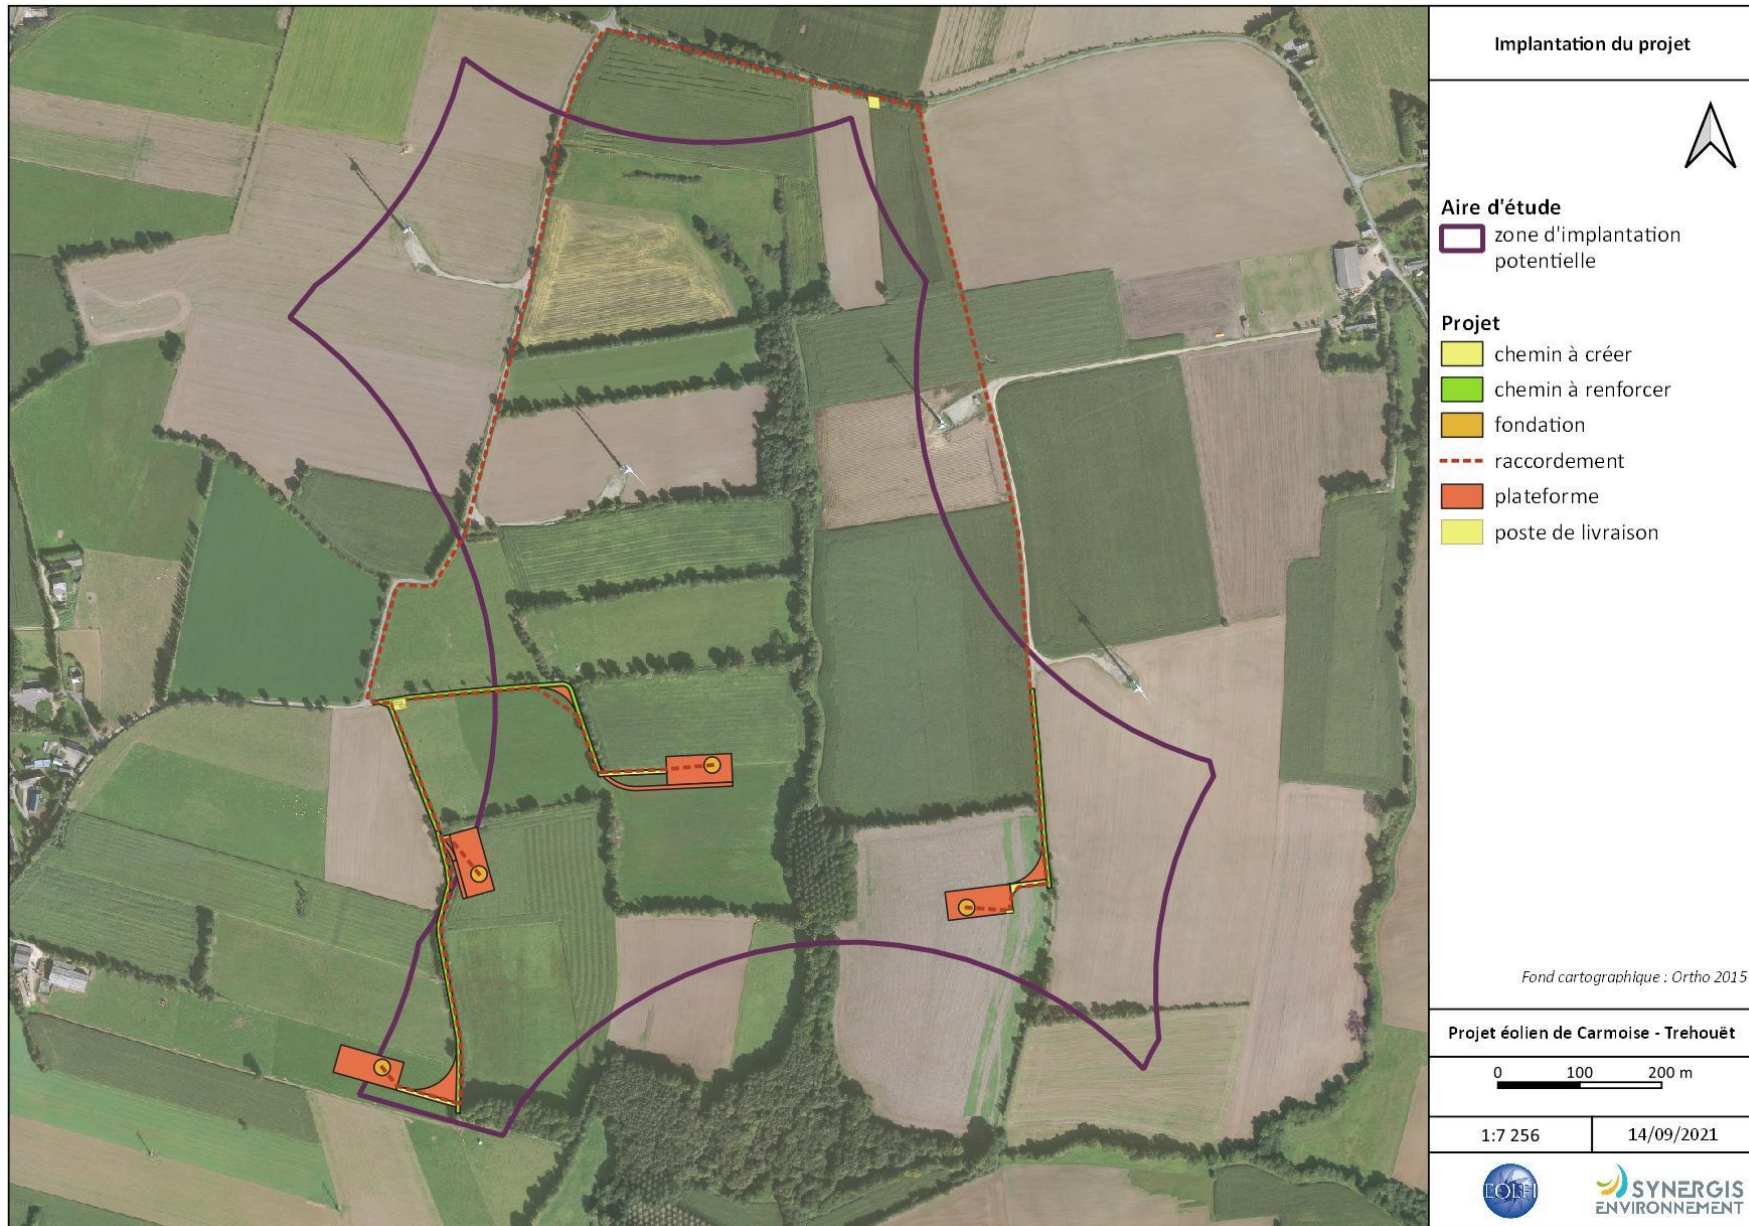 Implantation du projet
Aire d'étude
zone d'implantation
potentielle
Projet
chemin à créer
chemin à renforcer
fondation
raccordement
plateforme
poste de livraison
Fond cartographique : Ortho 2015
Projet éolien de Carmoise - Trehouët
0 100 200 m
1:7 256 14/09/2021
EOLFI
SYNERGIS
ENVIRONNEMENT